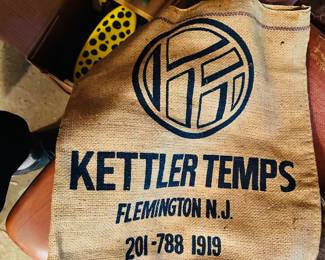 KETTLER TEMPS
FLEMINGTON N.J.
201-788 1919